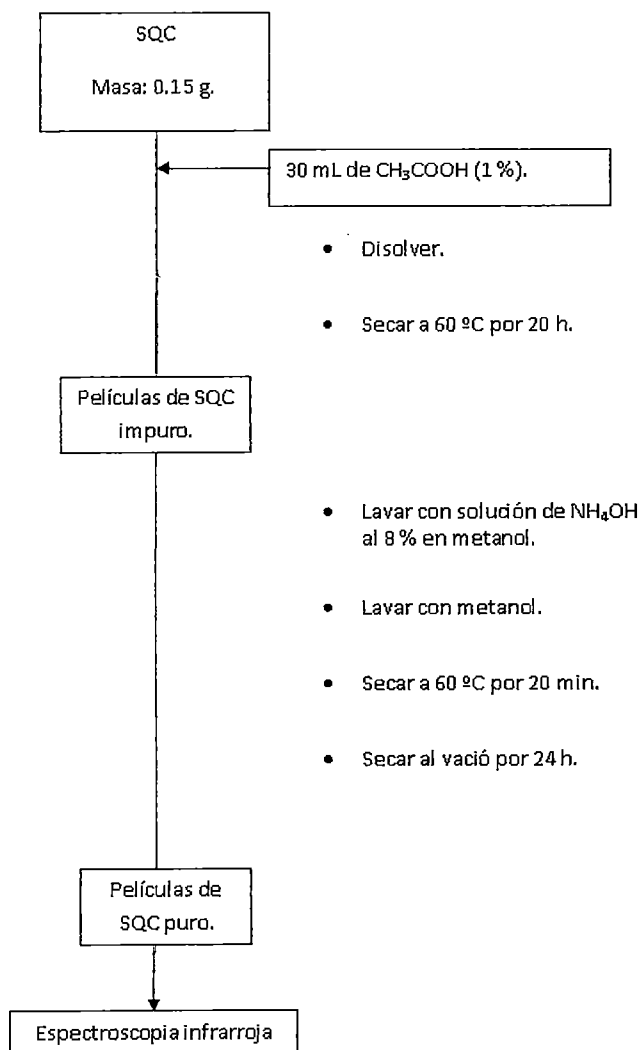 SQC
Masa: 0.15 g.
30 mL de CH₃COOH (1%).
• Disolver.
• Secar a 60 ºC por 20 h.
Películas de SQC
impuro.
• Lavar con solución de NH₄OH
al 8% en metanol.
• Lavar con metanol.
• Secar a 60 ºC por 20 min.
• Secar al vació por 24 h.
Películas de
SQC puro.
Espectroscopia infrarroja